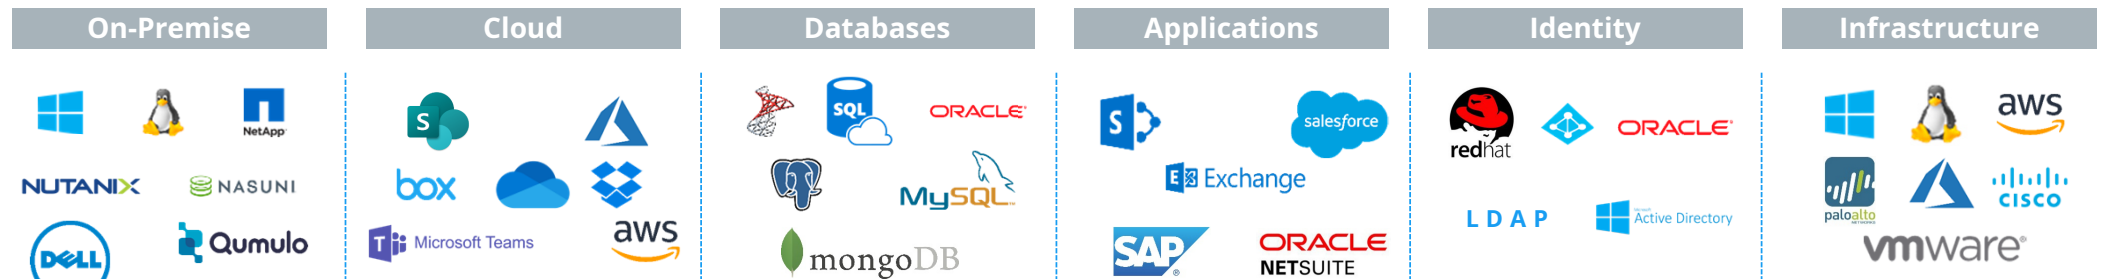 On-Premise
Cloud
Databases
Applications
Identity
Infrastructure
NetApp
NUTANIX
NASUNI
DELL
Qumulo
S
box
Microsoft Teams
aws
SQL
ORACLE
MySQL
mongoDB
S
salesforce
E Exchange
SAP
ORACLE
NETSUITE
redhat
ORACLE
LDAP
Active Directory
aws
paloalto
NETWORKS
CISCO
vmware